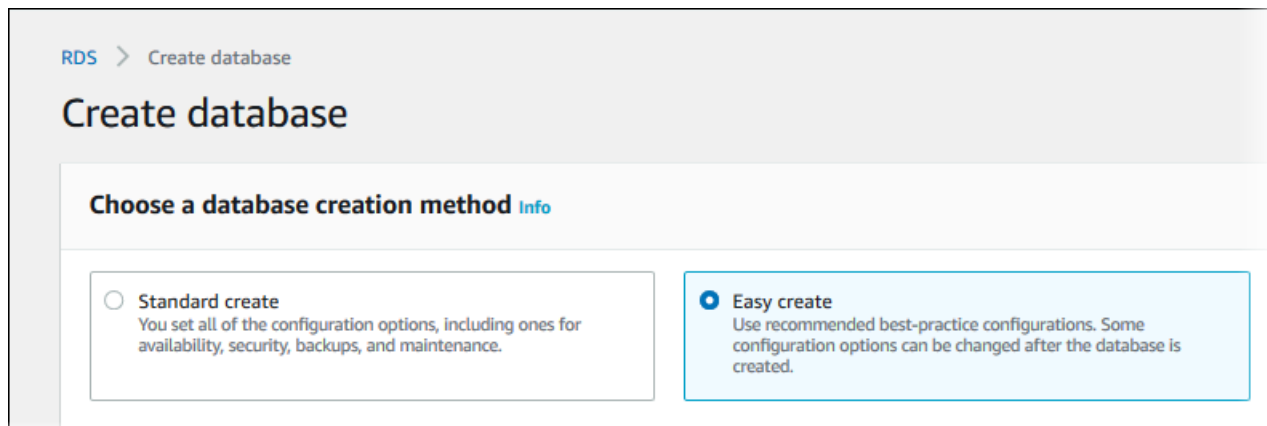 RDS > Create database
Create database
Choose a database creation method Info
Standard create
You set all of the configuration options, including ones for
availability, security, backups, and maintenance.
Easy create
Use recommended best-practice configurations. Some
configuration options can be changed after the database is
created.